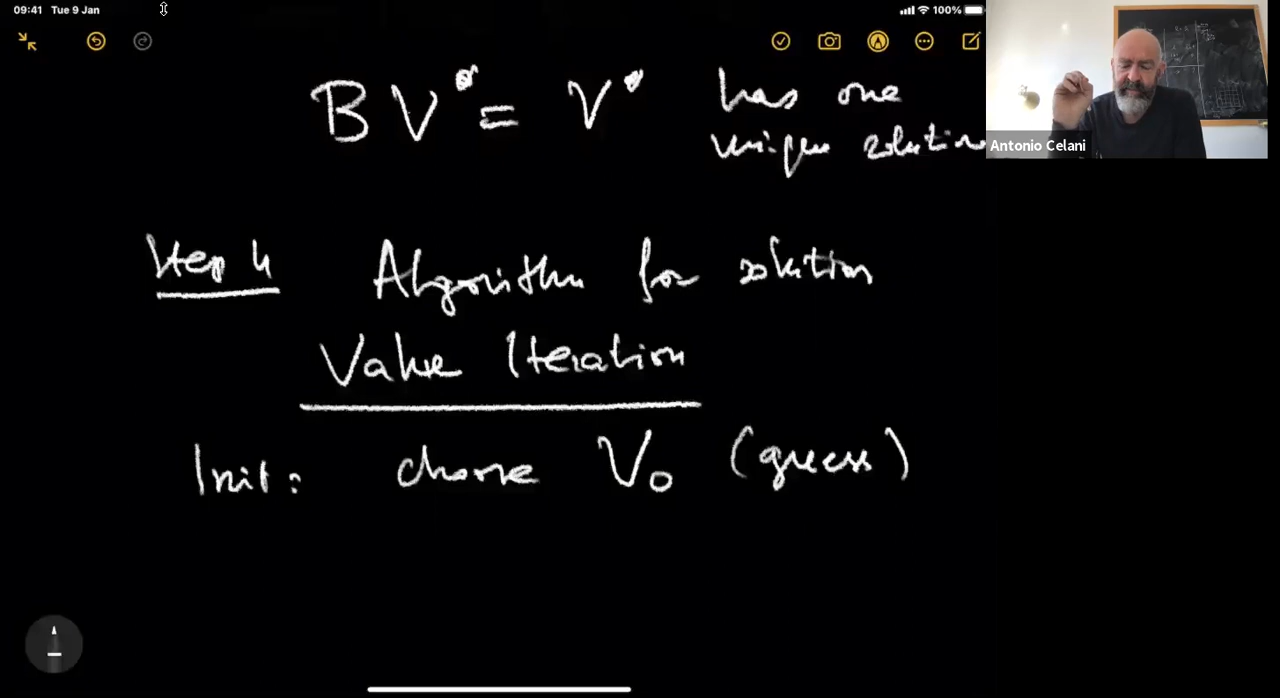 09:41 Tue 9 Jan
100%
B V* = V* has one
unique solution
Antonio Celani
Step 4 Algorithm for solution
Value Iteration
Init: choose V₀ (guess)